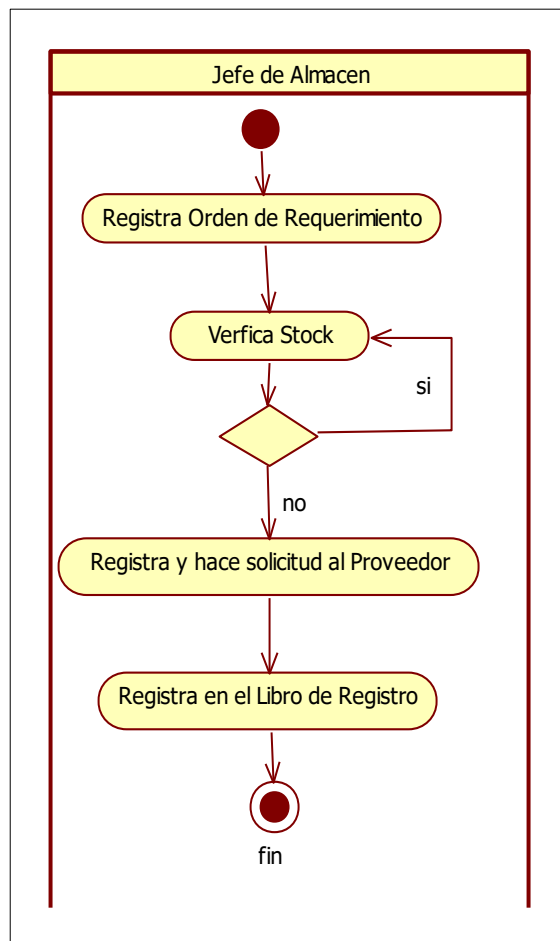 Jefe de Almacen
Registra Orden de Requerimiento
Verfica Stock
si
no
Registra y hace solicitud al Proveedor
Registra en el Libro de Registro
fin